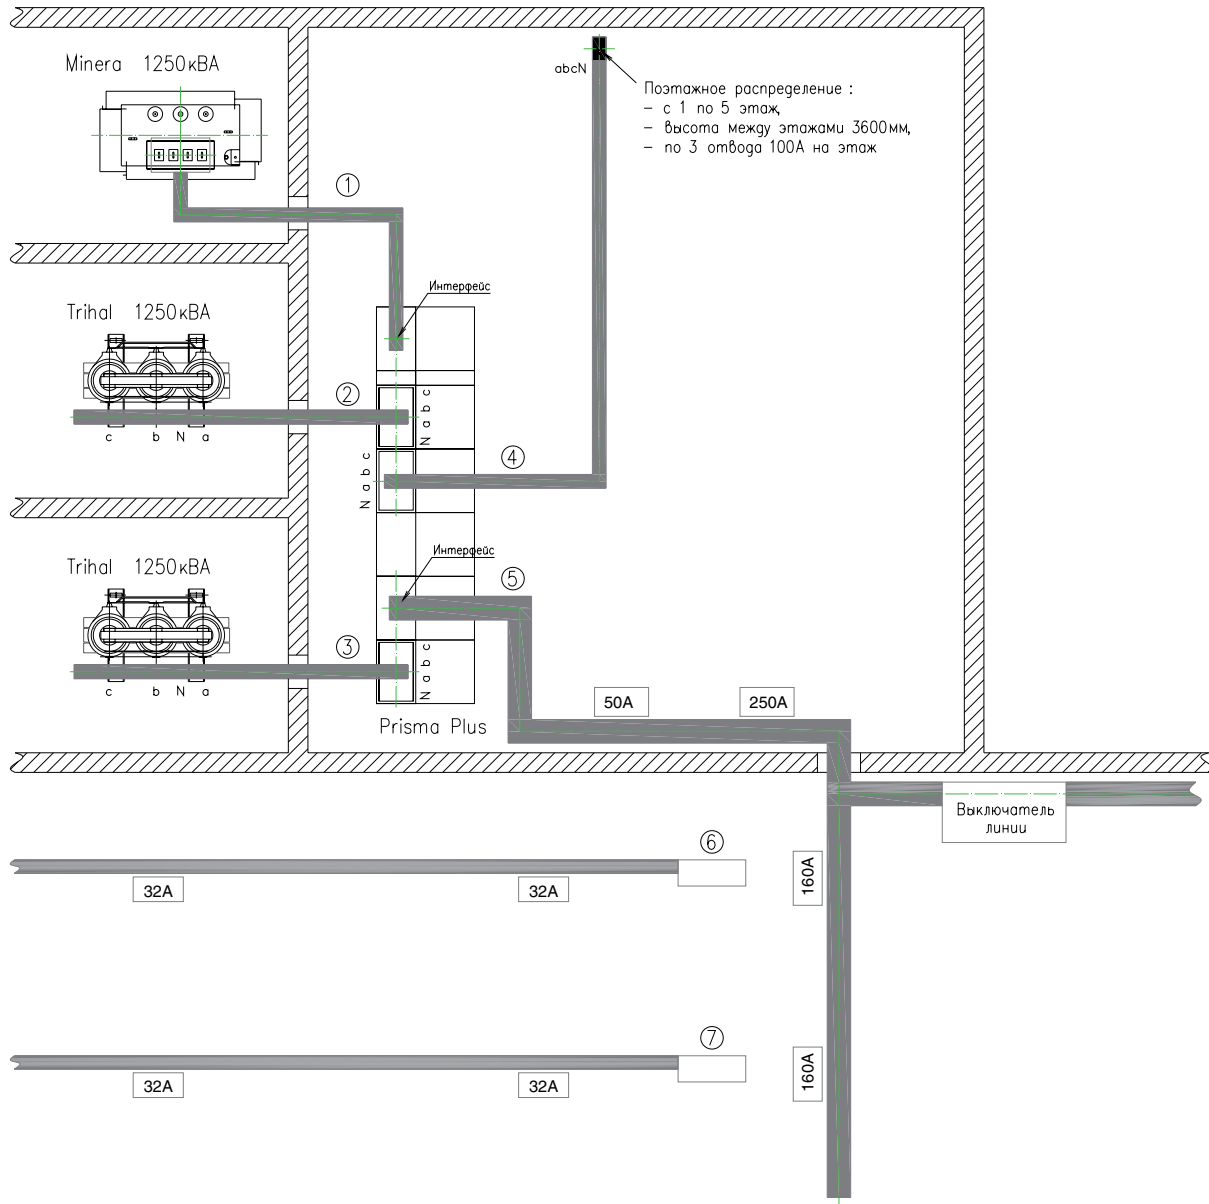 Minera 1250кВА
abcN
Поэтажное распределение :
– с 1 по 5 этаж,
– высота между этажами 3600мм,
– по 3 отвода 100А на этаж
1
Интерфейс
Trihal 1250кВА
2
N a b c
c b N a
N a b c
4
Trihal 1250кВА
Интерфейс
5
3
N a b c
c b N a
Prisma Plus
50A
250A
Выключатель
линии
6
160A
32A
32A
7
160A
32A
32A